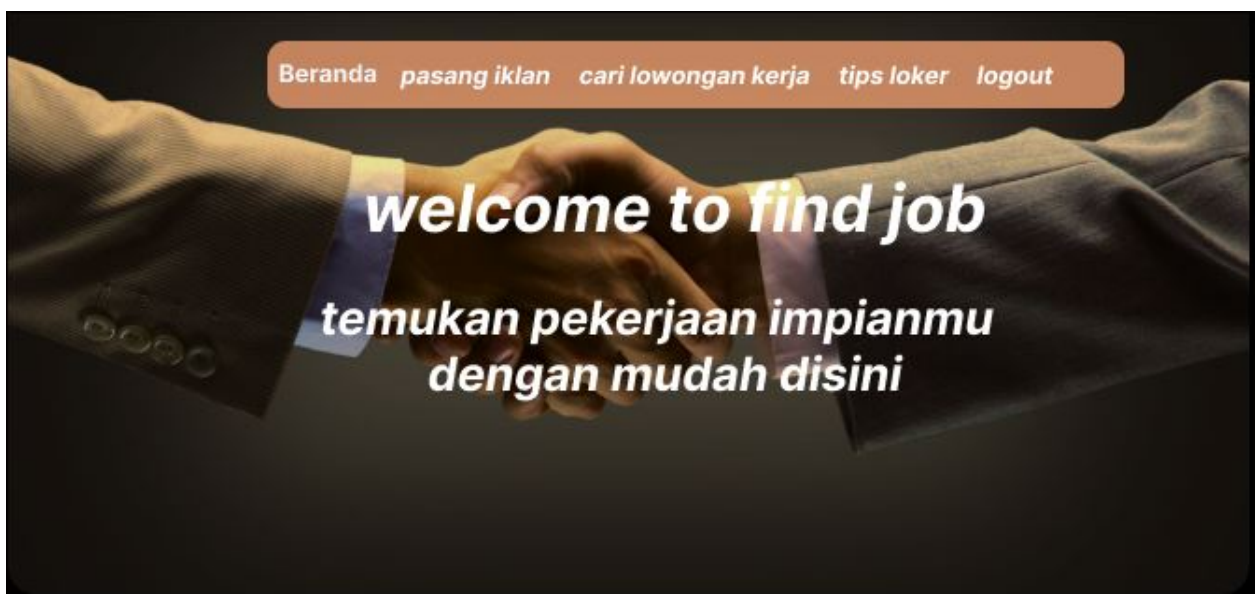 Beranda pasang iklan cari lowongan kerja tips loker logout
welcome to find job
temukan pekerjaan impianmu
dengan mudah disini